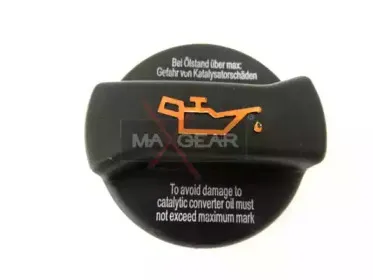 Bei Ölstand über max:
Gefahr von Katalysatorschäden
MAXGEAR
To avoid damage to
catalytic converter oil must
not exceed maximum mark